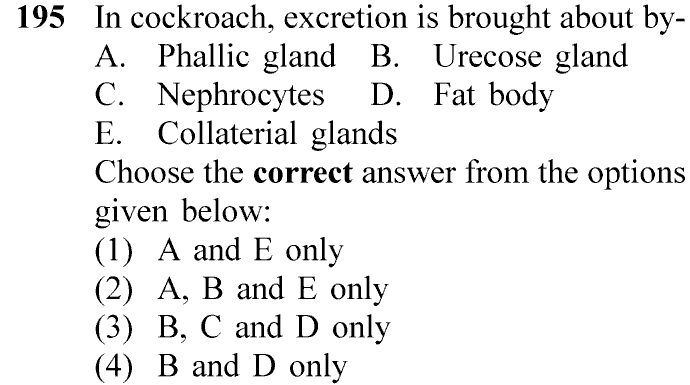 195 In cockroach, excretion is brought about by-
A. Phallic gland B. Urecose gland
C. Nephrocytes D. Fat body
E. Collaterial glands
Choose the correct answer from the options
given below:
(1) A and E only
(2) A, B and E only
(3) B, C and D only
(4) B and D only